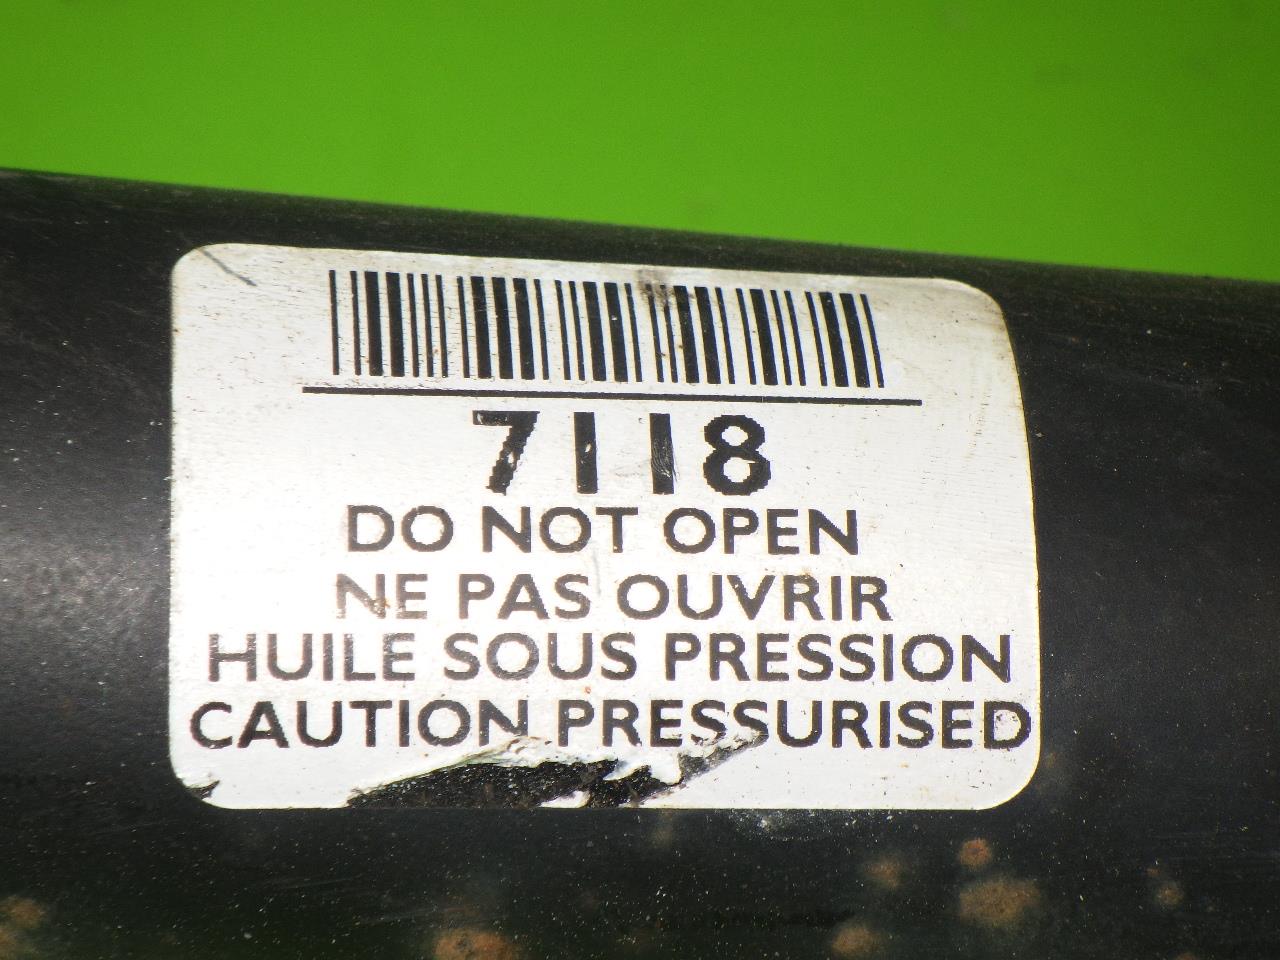 7118
DO NOT OPEN
NE PAS OUVRIR
HUILE SOUS PRESSION
CAUTION PRESSURISED